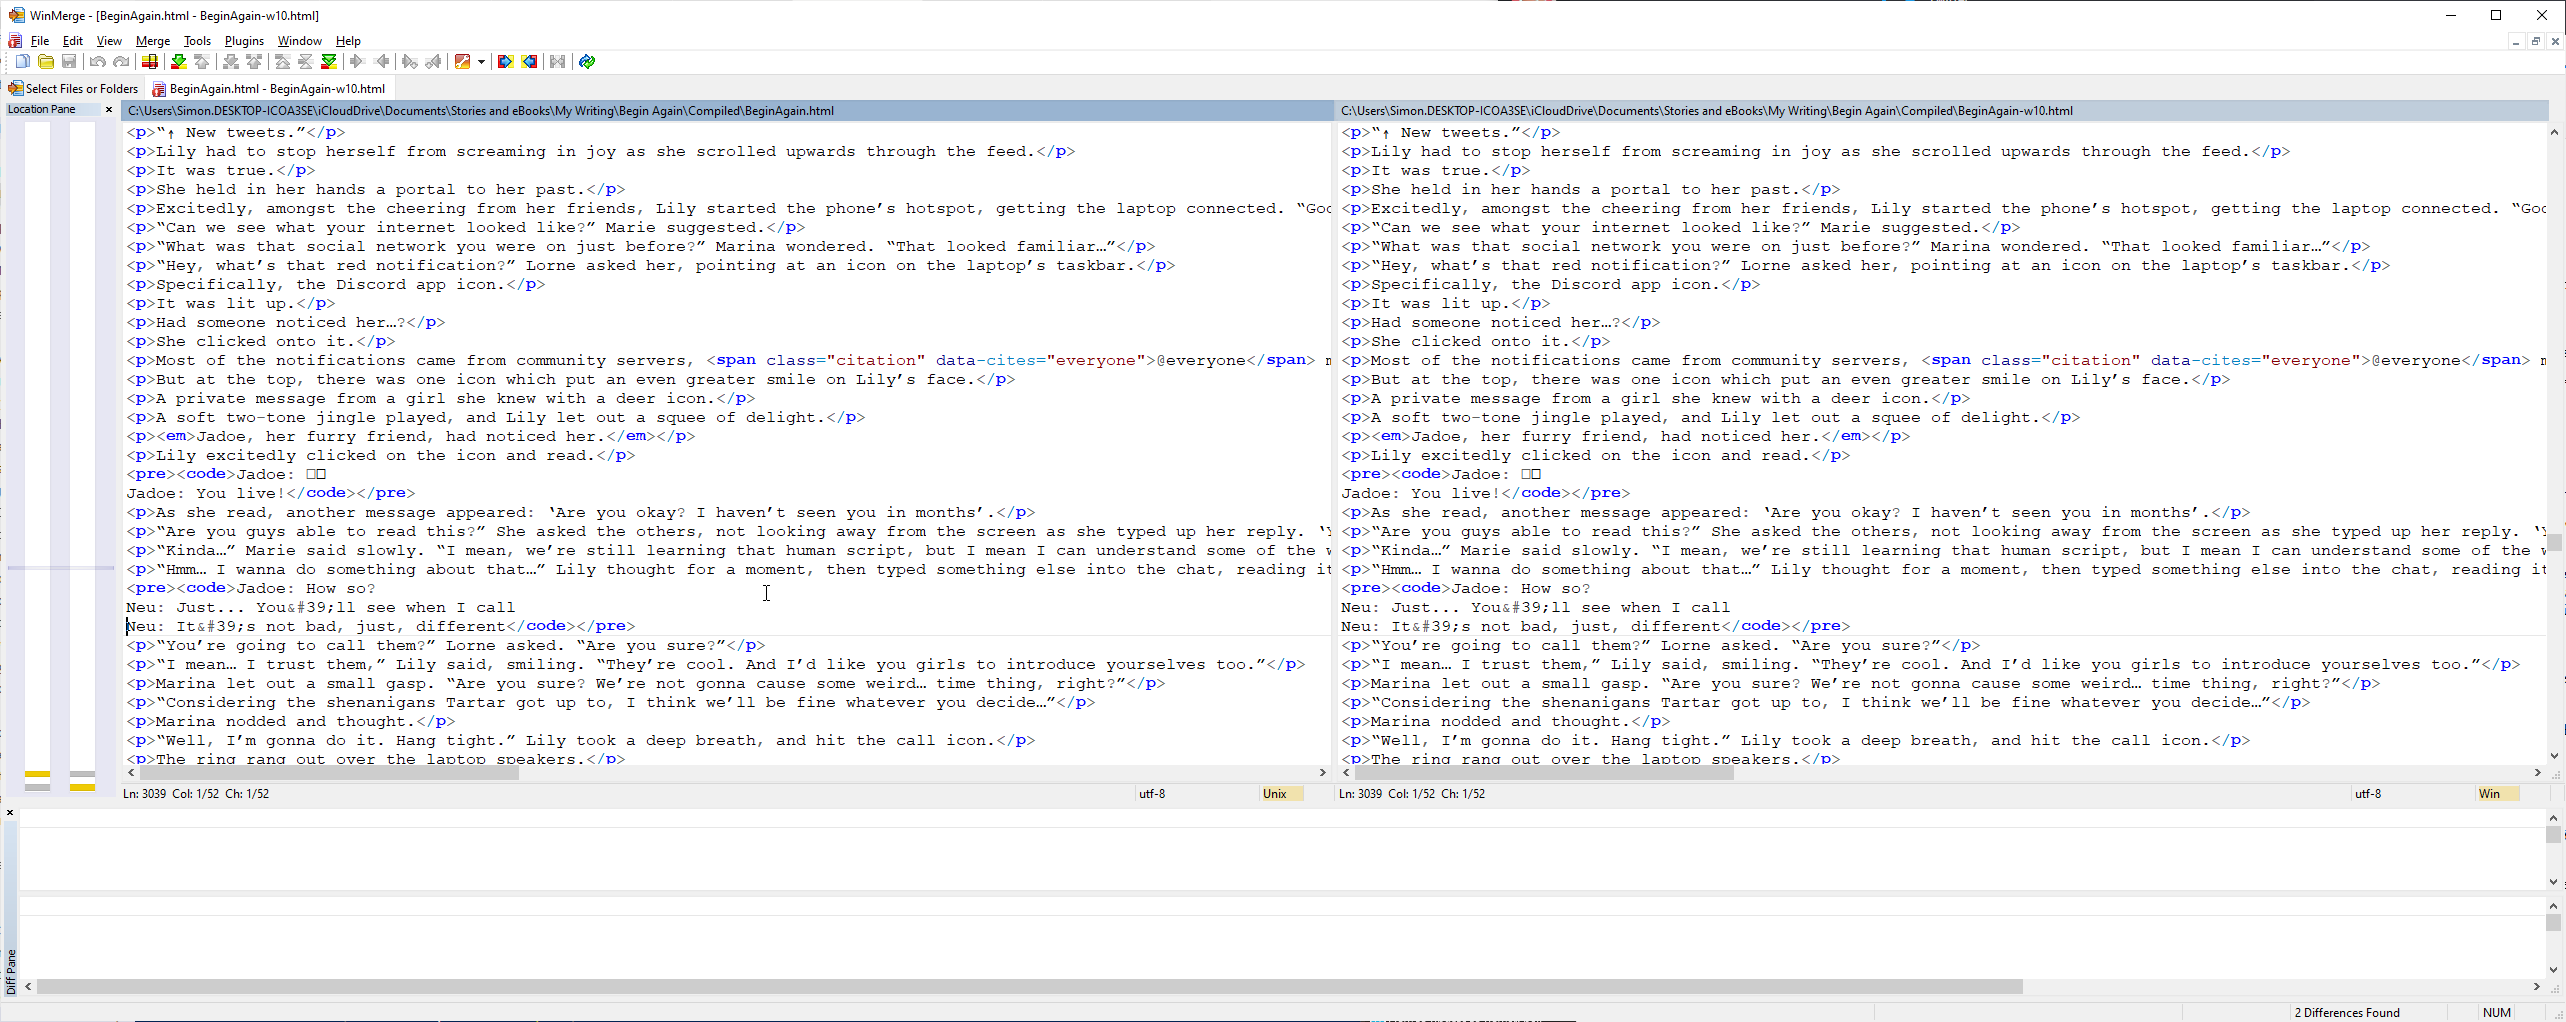 WinMerge - [BeginAgain.html - BeginAgain-w10.html]
File Edit View Merge Tools Plugins Window Help
Select Files or Folders
BeginAgain.html - BeginAgain-w10.html
Location Pane
C:\Users\Simon.DESKTOP-ICOA3SE\iCloudDrive\Documents\Stories and eBooks\My Writing\Begin Again\Compiled\BeginAgain.html
<p>“↑ New tweets.”</p>
<p>Lily had to stop herself from screaming in joy as she scrolled upwards through the feed.</p>
<p>It was true.</p>
<p>She held in her hands a portal to her past.</p>
<p>Excitedly, amongst the cheering from her friends, Lily started the phone’s hotspot, getting the laptop connected. “Goo
<p>“Can we see what your internet looked like?” Marie suggested.</p>
<p>“What was that social network you were on just before?” Marina wondered. “That looked familiar…”</p>
<p>“Hey, what’s that red notification?” Lorne asked her, pointing at an icon on the laptop’s taskbar.</p>
<p>Specifically, the Discord app icon.</p>
<p>It was lit up.</p>
<p>Had someone noticed her…?</p>
<p>She clicked onto it.</p>
<p>Most of the notifications came from community servers, <span class="citation" data-cites="everyone">@everyone</span> m
<p>But at the top, there was one icon which put an even greater smile on Lily’s face.</p>
<p>A private message from a girl she knew with a deer icon.</p>
<p>A soft two-tone jingle played, and Lily let out a squee of delight.</p>
<p><em>Jadoe, her furry friend, had noticed her.</em></p>
<p>Lily excitedly clicked on the icon and read.</p>
<pre><code>Jadoe: □□
Jadoe: You live!</code></pre>
<p>As she read, another message appeared: ‘Are you okay? I haven’t seen you in months’.</p>
<p>“Are you guys able to read this?” She asked the others, not looking away from the screen as she typed up her reply. ‘Y
<p>“Kinda…” Marie said slowly. “I mean, we’re still learning that human script, but I mean I can understand some of the w
<p>“Hmm… I wanna do something about that…” Lily thought for a moment, then typed something else into the chat, reading it
<pre><code>Jadoe: How so?
Neu: Just... You&#39;ll see when I call
Neu: It&#39;s not bad, just, different</code></pre>
<p>“You’re going to call them?” Lorne asked. “Are you sure?”</p>
<p>“I mean… I trust them,” Lily said, smiling. “They’re cool. And I’d like you girls to introduce yourselves too.”</p>
<p>Marina let out a small gasp. “Are you sure? We’re not gonna cause some weird… time thing, right?”</p>
<p>“Considering the shenanigans Tartar got up to, I think we’ll be fine whatever you decide…”</p>
<p>Marina nodded and thought.</p>
<p>“Well, I’m gonna do it. Hang tight.” Lily took a deep breath, and hit the call icon.</p>
<p>The ring rang out over the laptop speakers.</p>
Ln: 3039 Col: 1/52 Ch: 1/52
utf-8
Unix
C:\Users\Simon.DESKTOP-ICOA3SE\iCloudDrive\Documents\Stories and eBooks\My Writing\Begin Again\Compiled\BeginAgain-w10.html
<p>“↑ New tweets.”</p>
<p>Lily had to stop herself from screaming in joy as she scrolled upwards through the feed.</p>
<p>It was true.</p>
<p>She held in her hands a portal to her past.</p>
<p>Excitedly, amongst the cheering from her friends, Lily started the phone’s hotspot, getting the laptop connected. “Goo
<p>“Can we see what your internet looked like?” Marie suggested.</p>
<p>“What was that social network you were on just before?” Marina wondered. “That looked familiar…”</p>
<p>“Hey, what’s that red notification?” Lorne asked her, pointing at an icon on the laptop’s taskbar.</p>
<p>Specifically, the Discord app icon.</p>
<p>It was lit up.</p>
<p>Had someone noticed her…?</p>
<p>She clicked onto it.</p>
<p>Most of the notifications came from community servers, <span class="citation" data-cites="everyone">@everyone</span> m
<p>But at the top, there was one icon which put an even greater smile on Lily’s face.</p>
<p>A private message from a girl she knew with a deer icon.</p>
<p>A soft two-tone jingle played, and Lily let out a squee of delight.</p>
<p><em>Jadoe, her furry friend, had noticed her.</em></p>
<p>Lily excitedly clicked on the icon and read.</p>
<pre><code>Jadoe: □□
Jadoe: You live!</code></pre>
<p>As she read, another message appeared: ‘Are you okay? I haven’t seen you in months’.</p>
<p>“Are you guys able to read this?” She asked the others, not looking away from the screen as she typed up her reply. ‘Y
<p>“Kinda…” Marie said slowly. “I mean, we’re still learning that human script, but I mean I can understand some of the w
<p>“Hmm… I wanna do something about that…” Lily thought for a moment, then typed something else into the chat, reading it
<pre><code>Jadoe: How so?
Neu: Just... You&#39;ll see when I call
Neu: It&#39;s not bad, just, different</code></pre>
<p>“You’re going to call them?” Lorne asked. “Are you sure?”</p>
<p>“I mean… I trust them,” Lily said, smiling. “They’re cool. And I’d like you girls to introduce yourselves too.”</p>
<p>Marina let out a small gasp. “Are you sure? We’re not gonna cause some weird… time thing, right?”</p>
<p>“Considering the shenanigans Tartar got up to, I think we’ll be fine whatever you decide…”</p>
<p>Marina nodded and thought.</p>
<p>“Well, I’m gonna do it. Hang tight.” Lily took a deep breath, and hit the call icon.</p>
<p>The ring rang out over the laptop speakers.</p>
Ln: 3039 Col: 1/52 Ch: 1/52
utf-8
Win
Diff Pane
2 Differences Found
NUM